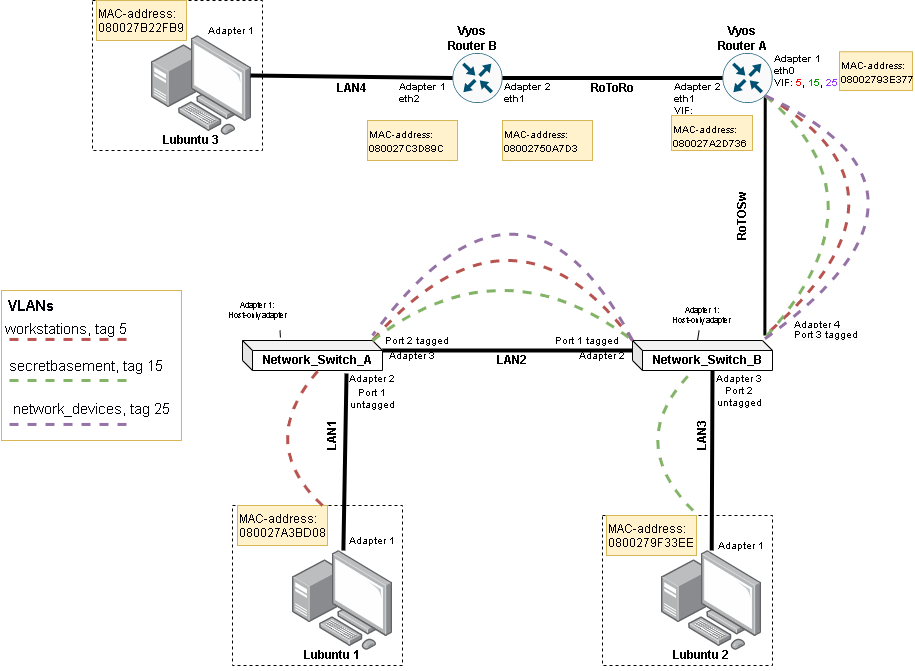 MAC-address:
080027B22FB9
Adapter 1
Lubuntu 3
LAN4
Vyos
Router B
Adapter 1
eth2
Adapter 2
eth1
MAC-address:
080027C3D89C
MAC-address:
08002750A7D3
RoToRo
Vyos
Router A
Adapter 2
eth1
VIF:
MAC-address:
080027A2D736
Adapter 1
eth0
VIF: 5, 15, 25
MAC-address:
08002793E377
RoTOSw
VLANs
workstations, tag 5
secretbasement, tag 15
network_devices, tag 25
Adapter 1:
Host-only adapter
Network_Switch_A
Port 2 tagged
Adapter 3
LAN2
Port 1 tagged
Adapter 2
Adapter 1:
Host-only adapter
Network_Switch_B
Adapter 4
Port 3 tagged
Adapter 2
Port 1
untagged
LAN1
Adapter 3
Port 2
untagged
LAN3
MAC-address:
080027A3BD08
Adapter 1
Lubuntu 1
MAC-address:
0800279F33EE
Adapter 1
Lubuntu 2